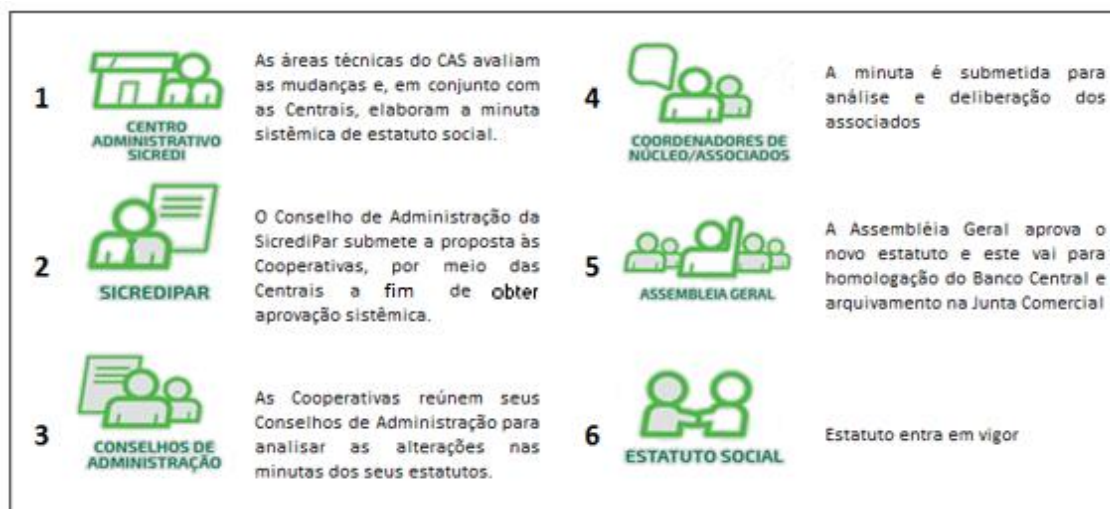 1
CENTRO
ADMINISTRATIVO
SICREDI
As áreas técnicas do CAS avaliam
as mudanças e, em conjunto com
as Centrais, elaboram a minuta
sistêmica de estatuto social.
2
SICREDIPAR
O Conselho de Administração da
SicrediPar submete a proposta às
Cooperativas, por meio das
Centrais a fim de obter
aprovação sistêmica.
3
CONSELHOS DE
ADMINISTRAÇÃO
As Cooperativas reúnem seus
Conselhos de Administração para
analisar as alterações nas
minutas dos seus estatutos.
4
COORDENADORES DE
NÚCLEO/ASSOCIADOS
A minuta é submetida para
análise e deliberação dos
associados
5
ASSEMBLEIA GERAL
A Assembléia Geral aprova o
novo estatuto e este vai para
homologação do Banco Central e
arquivamento na Junta Comercial
6
ESTATUTO SOCIAL
Estatuto entra em vigor